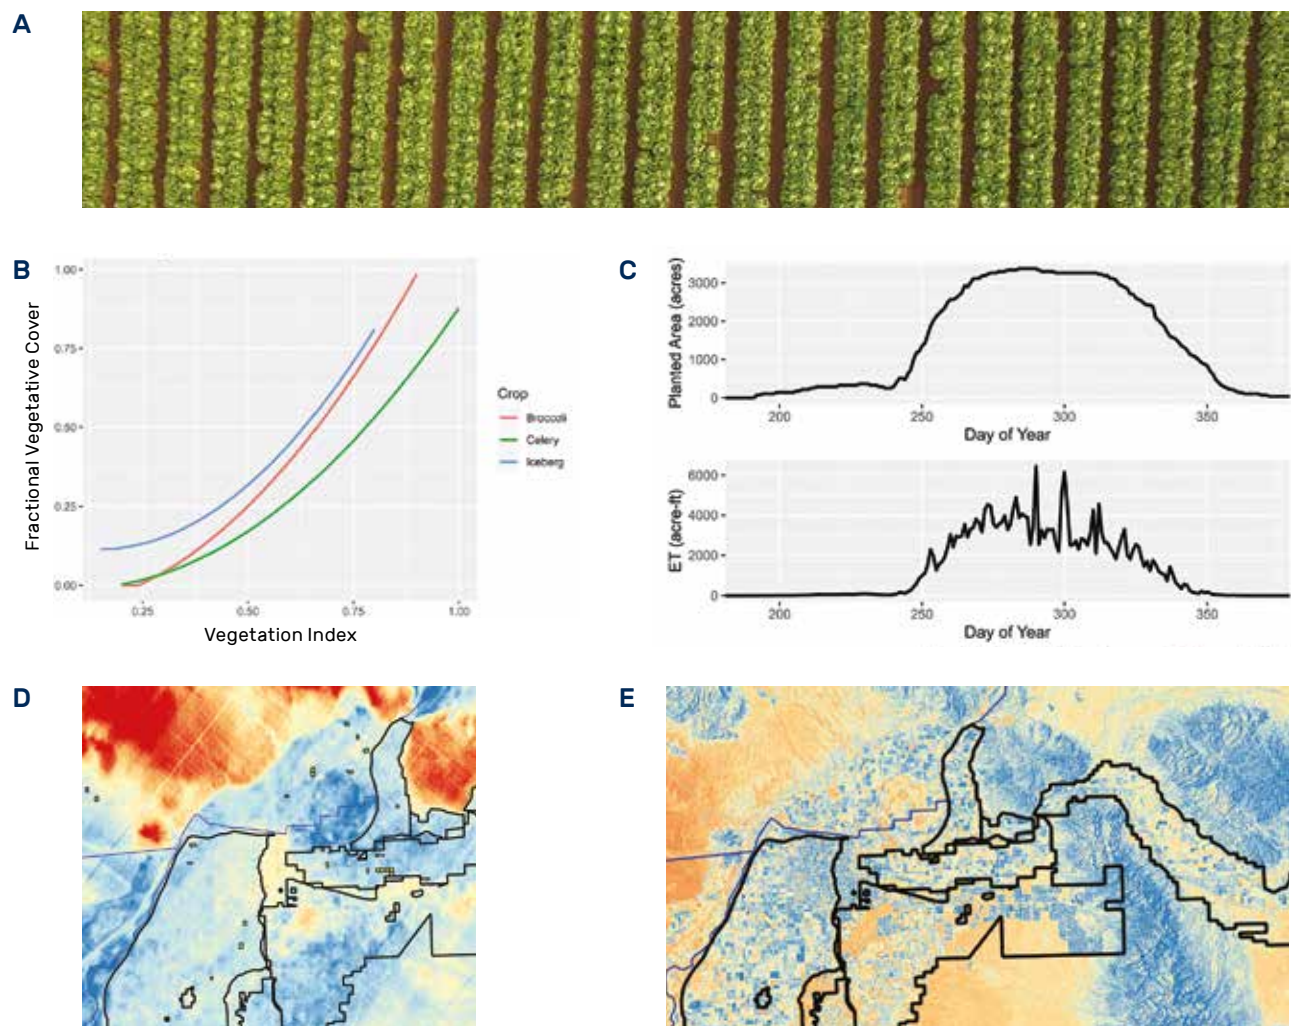 A
B
1.00
0.75
0.50
0.25
0.00
Fractional Vegetative Cover
0.25
0.50
0.75
1.00
Vegetation Index
Crop
Broccoli
Celery
Iceberg
C
Planted Area (acres)
3000
2000
1000
0
200
250
300
350
Day of Year
ET (acre-ft)
6000
4000
2000
0
200
250
300
350
Day of Year
D
E